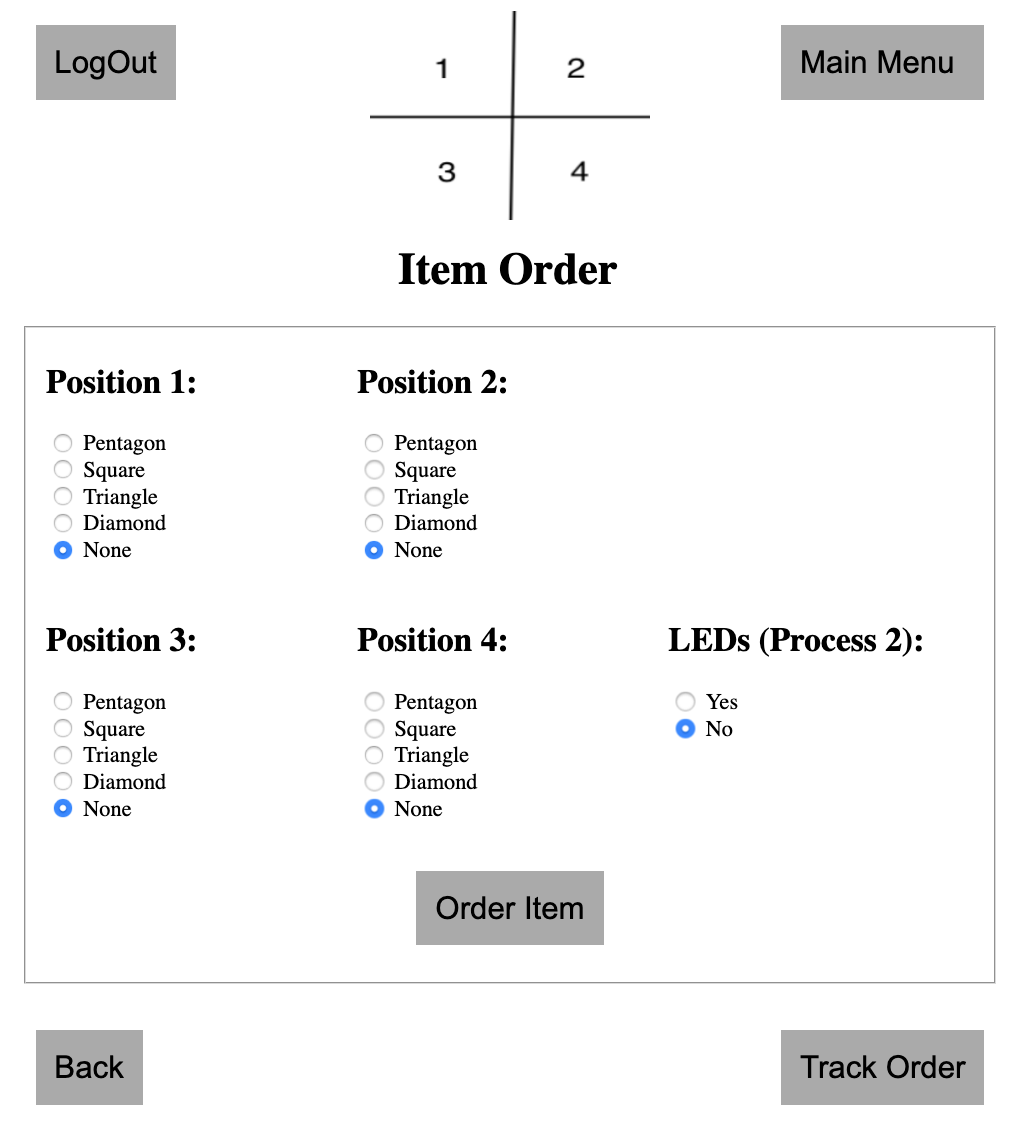 LogOut
1 2
Main Menu
3 4
Item Order
Position 1:
Pentagon
Square
Triangle
Diamond
None
Position 2:
Pentagon
Square
Triangle
Diamond
None
Position 3:
Pentagon
Square
Triangle
Diamond
None
Position 4:
Pentagon
Square
Triangle
Diamond
None
LEDs (Process 2):
Yes
No
Order Item
Back
Track Order